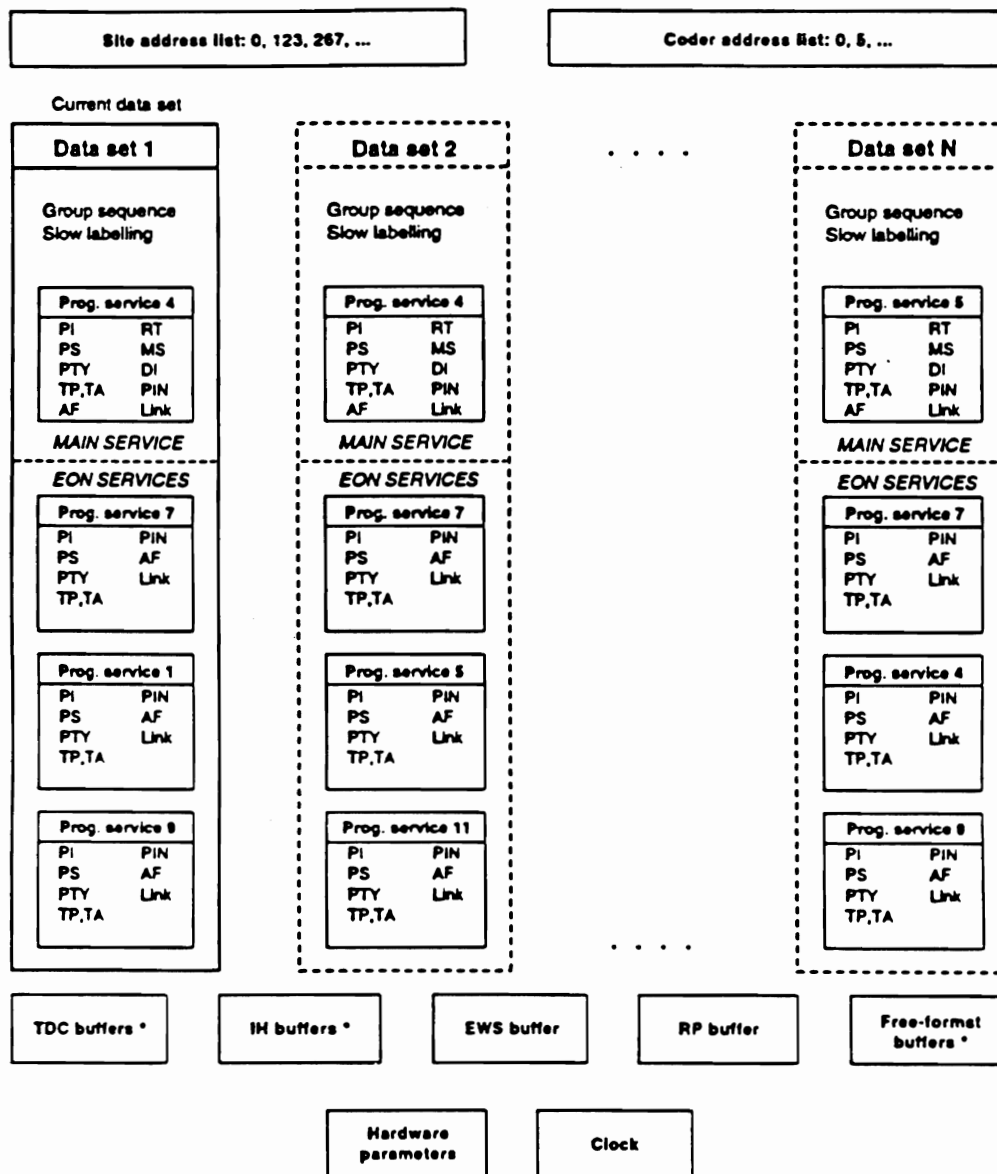 Site address list: 0, 123, 267, ...
Coder address list: 0, 5, ...
Current data set
Data set 1
Group sequence
Slow labelling
Prog. service 4
PI RT
PS MS
PTY DI
TP,TA PIN
AF Link
MAIN SERVICE
EON SERVICES
Prog. service 7
PI PIN
PS AF
PTY Link
TP,TA
Prog. service 1
PI PIN
PS AF
PTY Link
TP,TA
Prog. service 9
PI PIN
PS AF
PTY Link
TP,TA
Data set 2
Group sequence
Slow labelling
Prog. service 4
PI RT
PS MS
PTY DI
TP,TA PIN
AF Link
MAIN SERVICE
EON SERVICES
Prog. service 7
PI PIN
PS AF
PTY Link
TP,TA
Prog. service 5
PI PIN
PS AF
PTY Link
TP,TA
Prog. service 11
PI PIN
PS AF
PTY Link
TP,TA
. . . .
. . . .
Data set N
Group sequence
Slow labelling
Prog. service 5
PI RT
PS MS
PTY DI
TP,TA PIN
AF Link
MAIN SERVICE
EON SERVICES
Prog. service 7
PI PIN
PS AF
PTY Link
TP,TA
Prog. service 4
PI PIN
PS AF
PTY Link
TP,TA
Prog. service 9
PI PIN
PS AF
PTY Link
TP,TA
TDC buffers *
IH buffers *
EWS buffer
RP buffer
Free-format
buffers *
Hardware
parameters
Clock